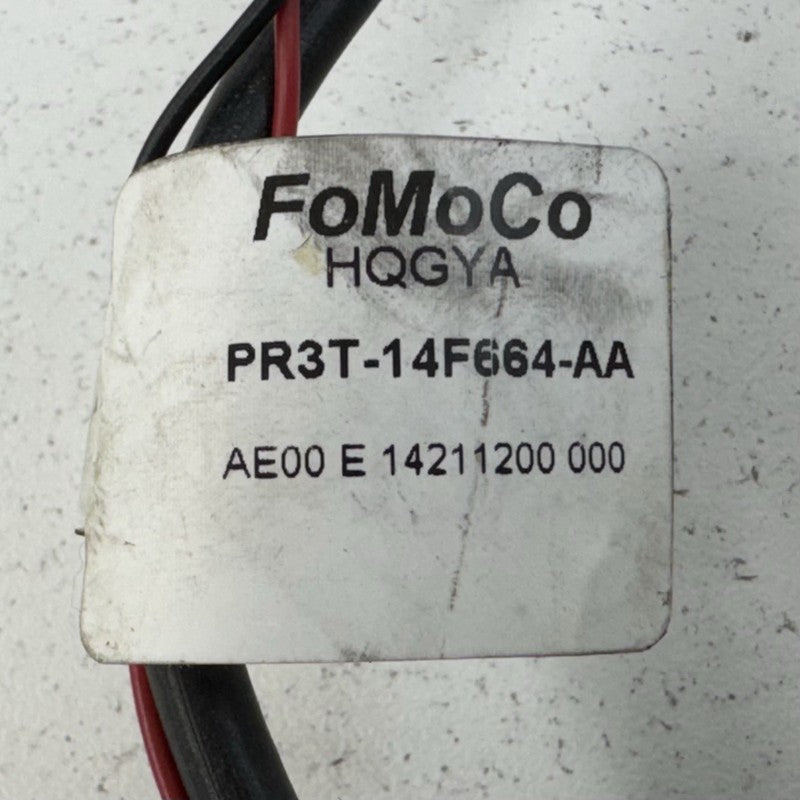 FoMoCo
HQGYA
PR3T-14F664-AA
AE00 E 14211200 000